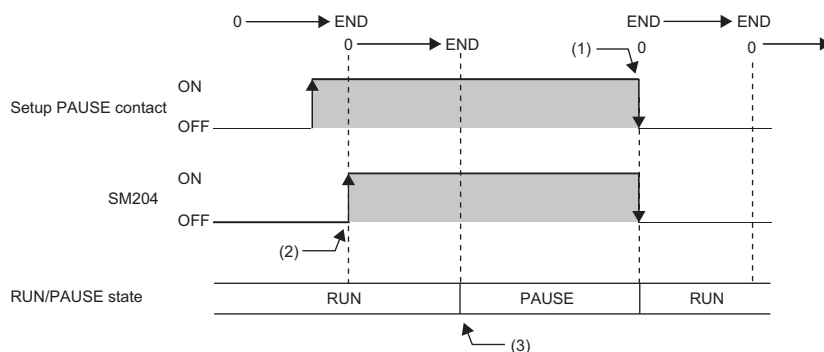 0 END END END
0 END (1) 0 0
ON
Setup PAUSE contact
OFF
ON
SM204
OFF
(2)
RUN/PAUSE state RUN PAUSE RUN
(3)